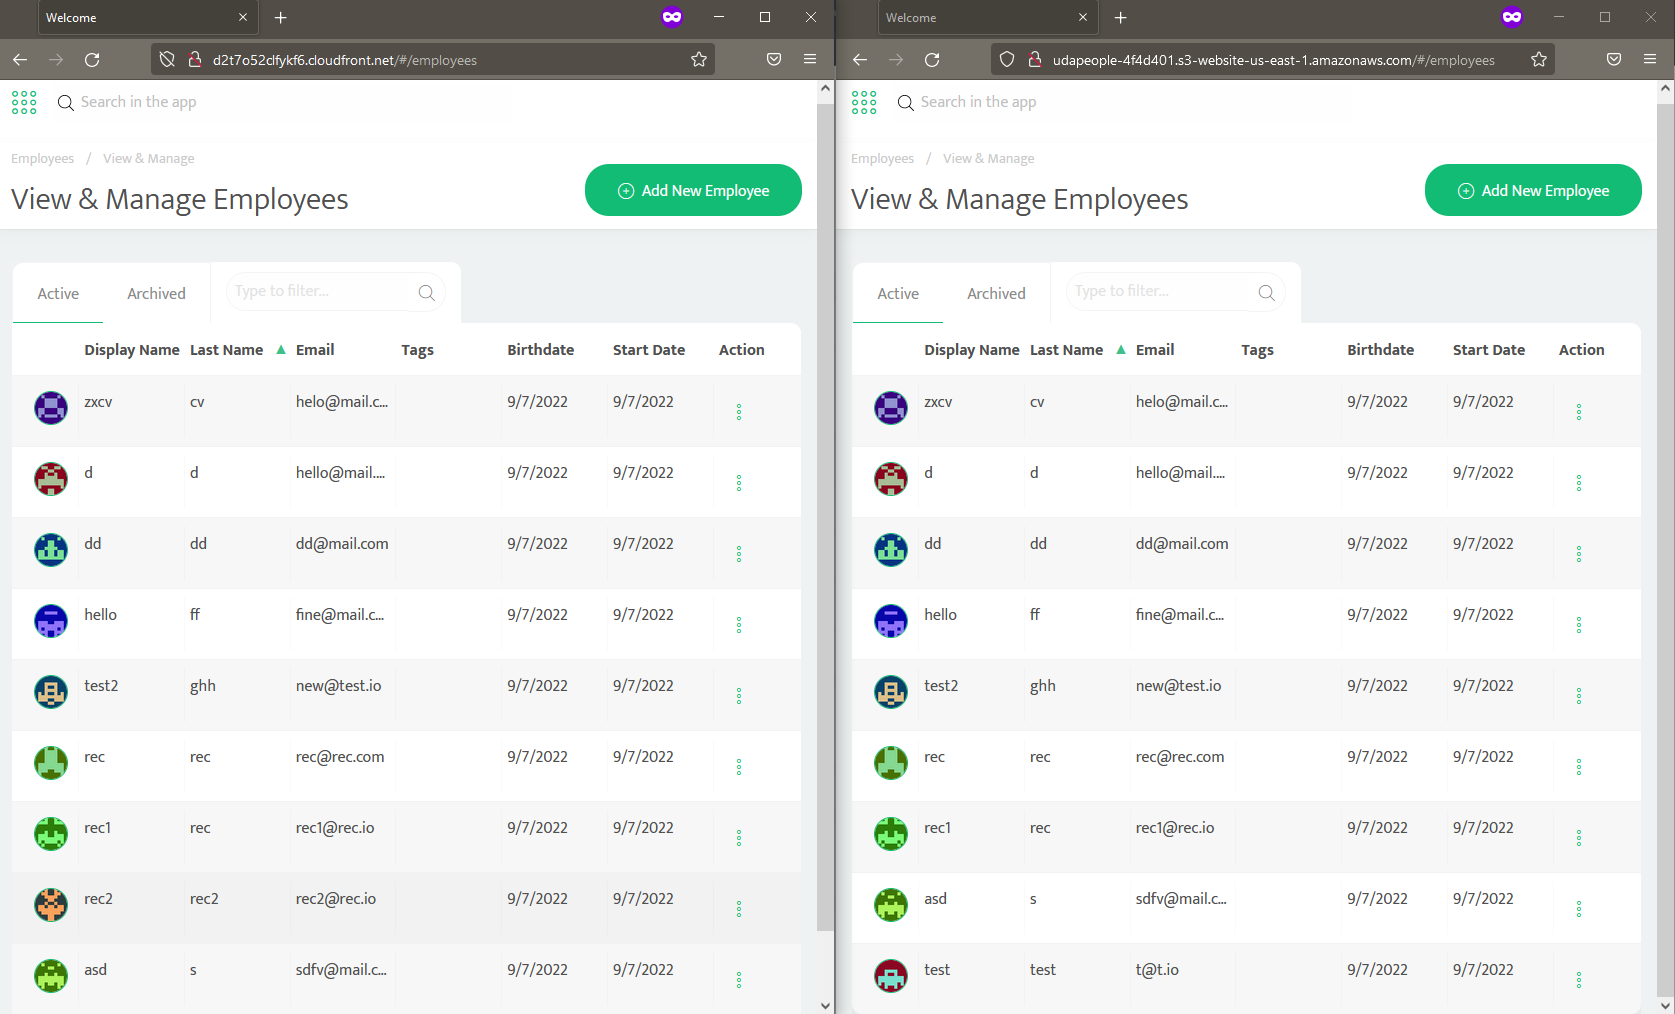 Welcome
d2t7o52clfykf6.cloudfront.net/#/employees
Search in the app
Employees / View & Manage
View & Manage Employees
Add New Employee
Active Archived Type to filter...
Display Name Last Name ▲ Email Tags Birthdate Start Date Action
zxcv cv helo@mail.c... 9/7/2022 9/7/2022
d d hello@mail.... 9/7/2022 9/7/2022
dd dd dd@mail.com 9/7/2022 9/7/2022
hello ff fine@mail.c... 9/7/2022 9/7/2022
test2 ghh new@test.io 9/7/2022 9/7/2022
rec rec rec@rec.com 9/7/2022 9/7/2022
rec1 rec rec1@rec.io 9/7/2022 9/7/2022
rec2 rec2 rec2@rec.io 9/7/2022 9/7/2022
asd s sdfv@mail.c... 9/7/2022 9/7/2022
Welcome
udapeople-4f4d401.s3-website-us-east-1.amazonaws.com/#/employees
Search in the app
Employees / View & Manage
View & Manage Employees
Add New Employee
Active Archived Type to filter...
Display Name Last Name ▲ Email Tags Birthdate Start Date Action
zxcv cv helo@mail.c... 9/7/2022 9/7/2022
d d hello@mail.... 9/7/2022 9/7/2022
dd dd dd@mail.com 9/7/2022 9/7/2022
hello ff fine@mail.c... 9/7/2022 9/7/2022
test2 ghh new@test.io 9/7/2022 9/7/2022
rec rec rec@rec.com 9/7/2022 9/7/2022
rec1 rec rec1@rec.io 9/7/2022 9/7/2022
asd s sdfv@mail.c... 9/7/2022 9/7/2022
test test t@t.io 9/7/2022 9/7/2022